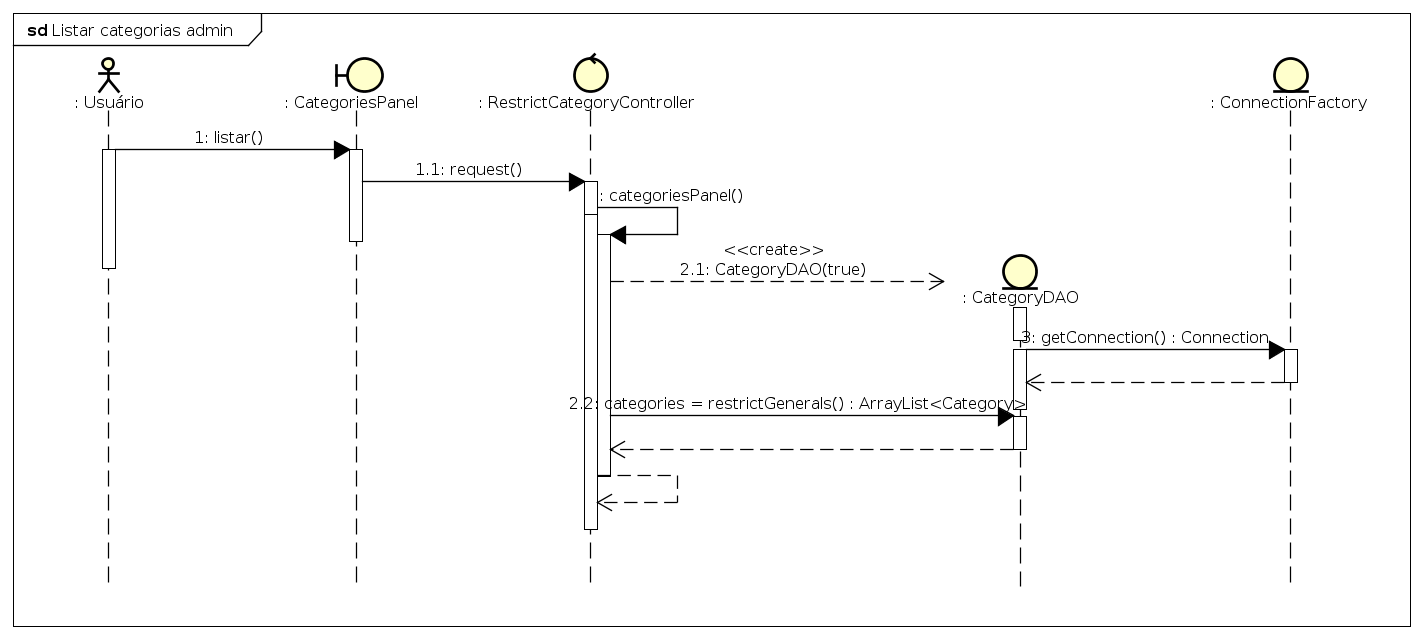 sd Listar categorias admin
: Usuário
: CategoriesPanel
: RestrictCategoryController
: ConnectionFactory
1: listar()
1.1: request()
: categoriesPanel()
<<create>>
2.1: CategoryDAO(true)
: CategoryDAO
3: getConnection() : Connection
2.2: categories = restrictGenerals() : ArrayList<Category>